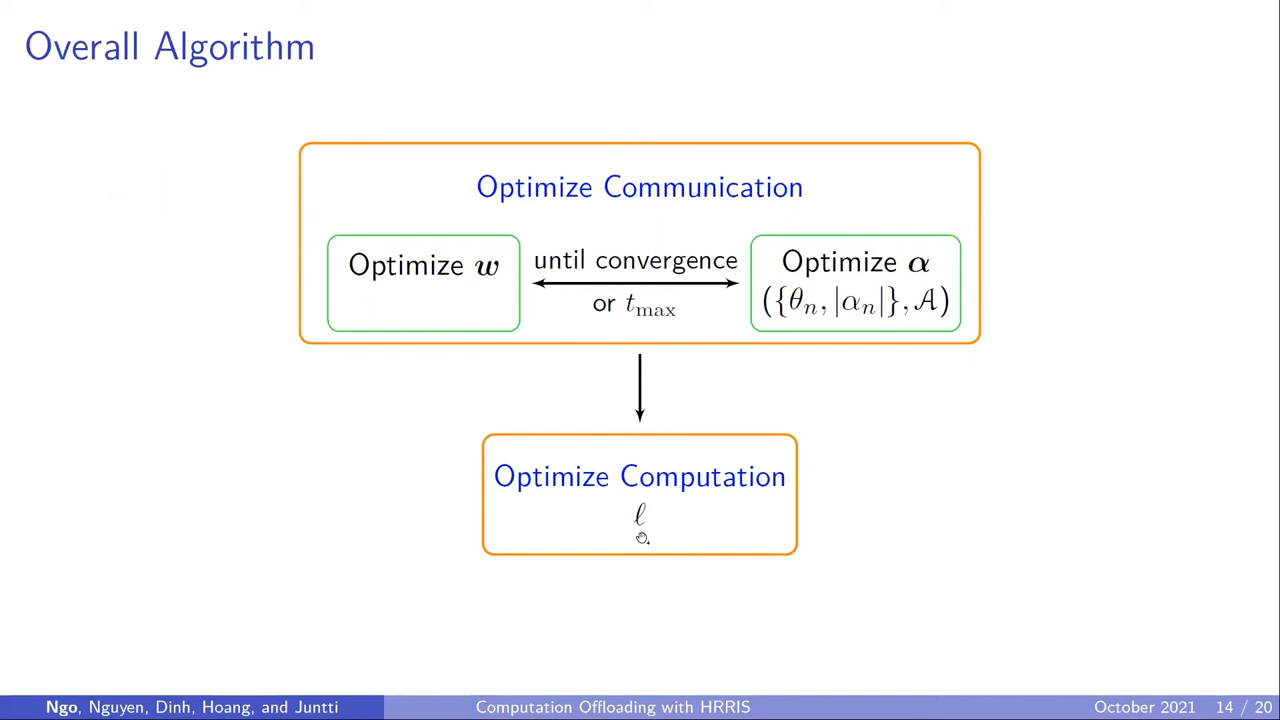 Overall Algorithm
Optimize Communication
Optimize w
until convergence
or t_max
Optimize α
({θ_n, |α_n|}, 𝒜)
Optimize Computation
ℓ
Ngo, Nguyen, Dinh, Hoang, and Juntti
Computation Offloading with HRRIS
October 2021 14 / 20